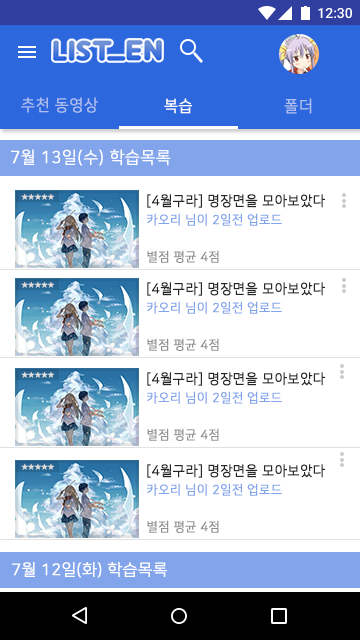 12:30
LIST_EN
추천 동영상 복습 폴더
7월 13일(수) 학습목록
[4월구라] 명장면을 모아보았다
카오리 님이 2일전 업로드
별점 평균 4점
[4월구라] 명장면을 모아보았다
카오리 님이 2일전 업로드
별점 평균 4점
[4월구라] 명장면을 모아보았다
카오리 님이 2일전 업로드
별점 평균 4점
[4월구라] 명장면을 모아보았다
카오리 님이 2일전 업로드
별점 평균 4점
7월 12일(화) 학습목록